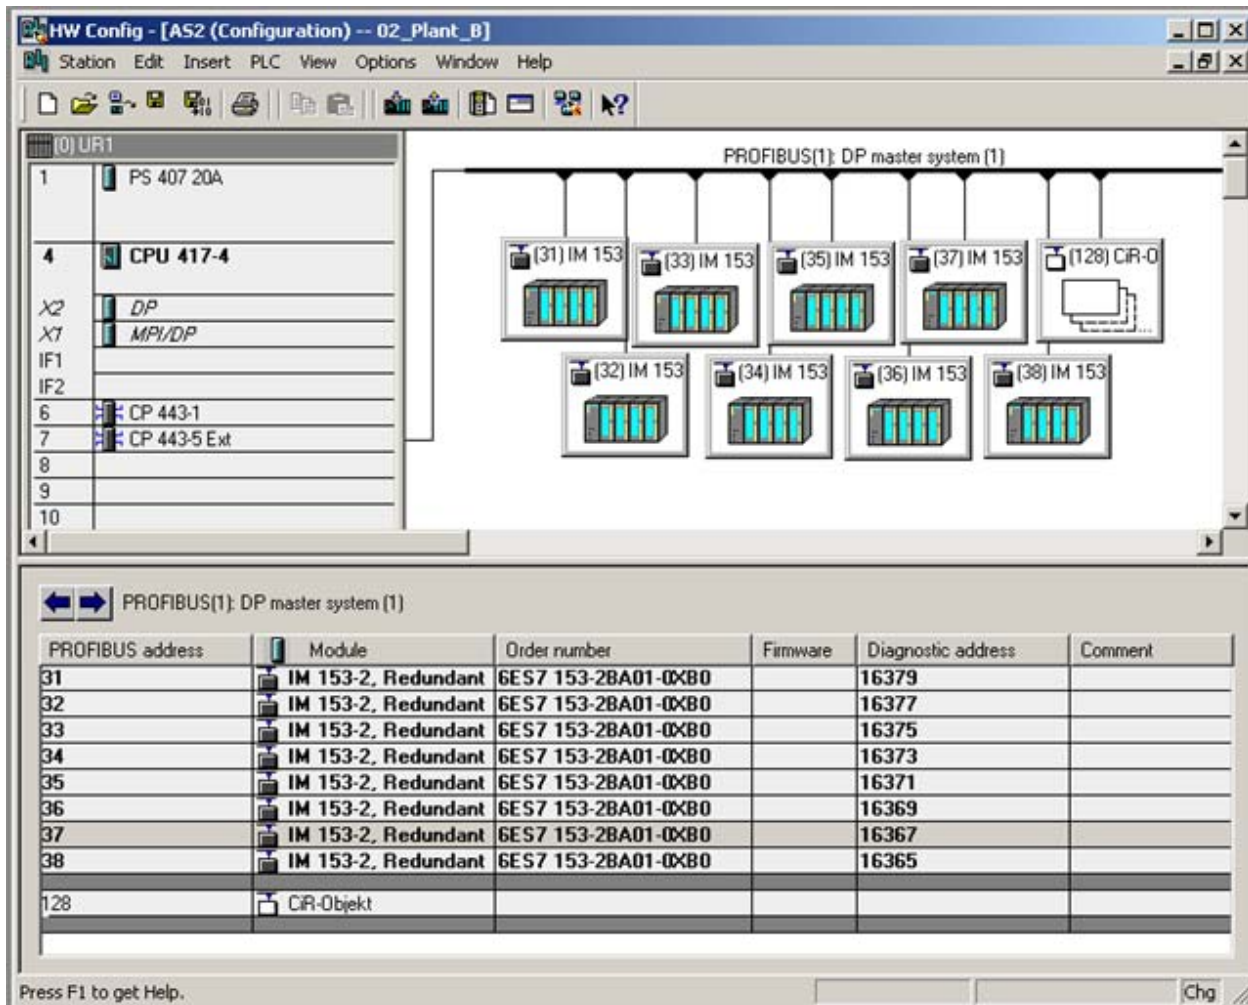 HW Config - [AS2 (Configuration) -- 02_Plant_B]
Station Edit Insert PLC View Options Window Help
(0) UR1
1 PS 407 20A
4 CPU 417-4
X2 DP
X1 MPI/DP
IF1
IF2
6 CP 443-1
7 CP 443-5 Ext
8
9
10
PROFIBUS(1): DP master system (1)
(31) IM 153 (33) IM 153 (35) IM 153 (37) IM 153 (128) CiR-O
(32) IM 153 (34) IM 153 (36) IM 153 (38) IM 153
PROFIBUS(1): DP master system (1)
PROFIBUS address Module Order number Firmware Diagnostic address Comment
31 IM 153-2, Redundant 6ES7 153-2BA01-0XB0 16379
32 IM 153-2, Redundant 6ES7 153-2BA01-0XB0 16377
33 IM 153-2, Redundant 6ES7 153-2BA01-0XB0 16375
34 IM 153-2, Redundant 6ES7 153-2BA01-0XB0 16373
35 IM 153-2, Redundant 6ES7 153-2BA01-0XB0 16371
36 IM 153-2, Redundant 6ES7 153-2BA01-0XB0 16369
37 IM 153-2, Redundant 6ES7 153-2BA01-0XB0 16367
38 IM 153-2, Redundant 6ES7 153-2BA01-0XB0 16365
128 CiR-Objekt
Press F1 to get Help. Chg